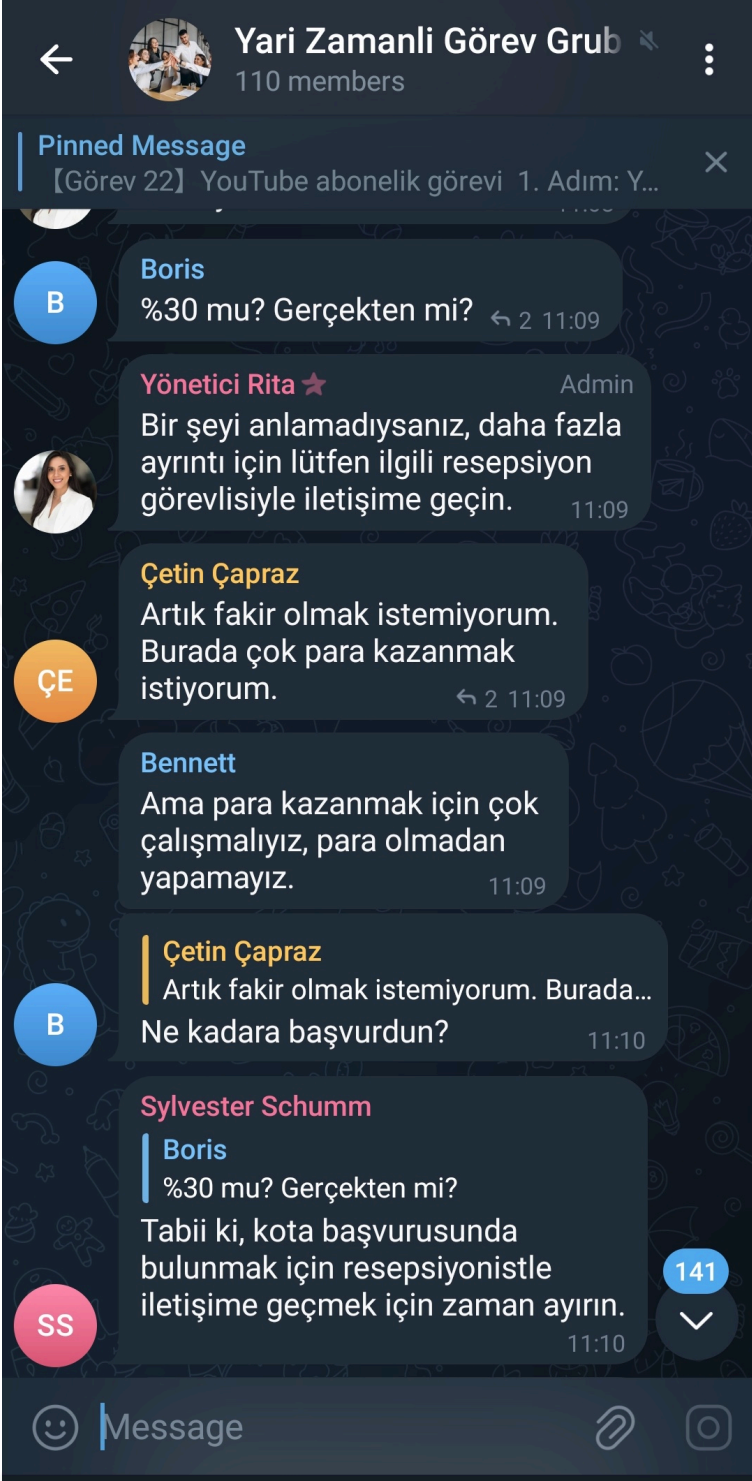 Yari Zamanli Görev Grub
110 members
Pinned Message
【Görev 22】 YouTube abonelik görevi 1. Adım: Y...
Boris
%30 mu? Gerçekten mi? 2 11:09
Yönetici Rita Admin
Bir şeyi anlamadıysanız, daha fazla
ayrıntı için lütfen ilgili resepsiyon
görevlisiyle iletişime geçin. 11:09
Çetin Çapraz
Artık fakir olmak istemiyorum.
Burada çok para kazanmak
istiyorum. 2 11:09
Bennett
Ama para kazanmak için çok
çalışmalıyız, para olmadan
yapamayız. 11:09
Çetin Çapraz
Artık fakir olmak istemiyorum. Burada...
Ne kadara başvurdun? 11:10
Sylvester Schumm
Boris
%30 mu? Gerçekten mi?
Tabii ki, kota başvurusunda
bulunmak için resepsiyonistle
iletişime geçmek için zaman ayırın.
11:10
B
ÇE
B
SS
141
Message